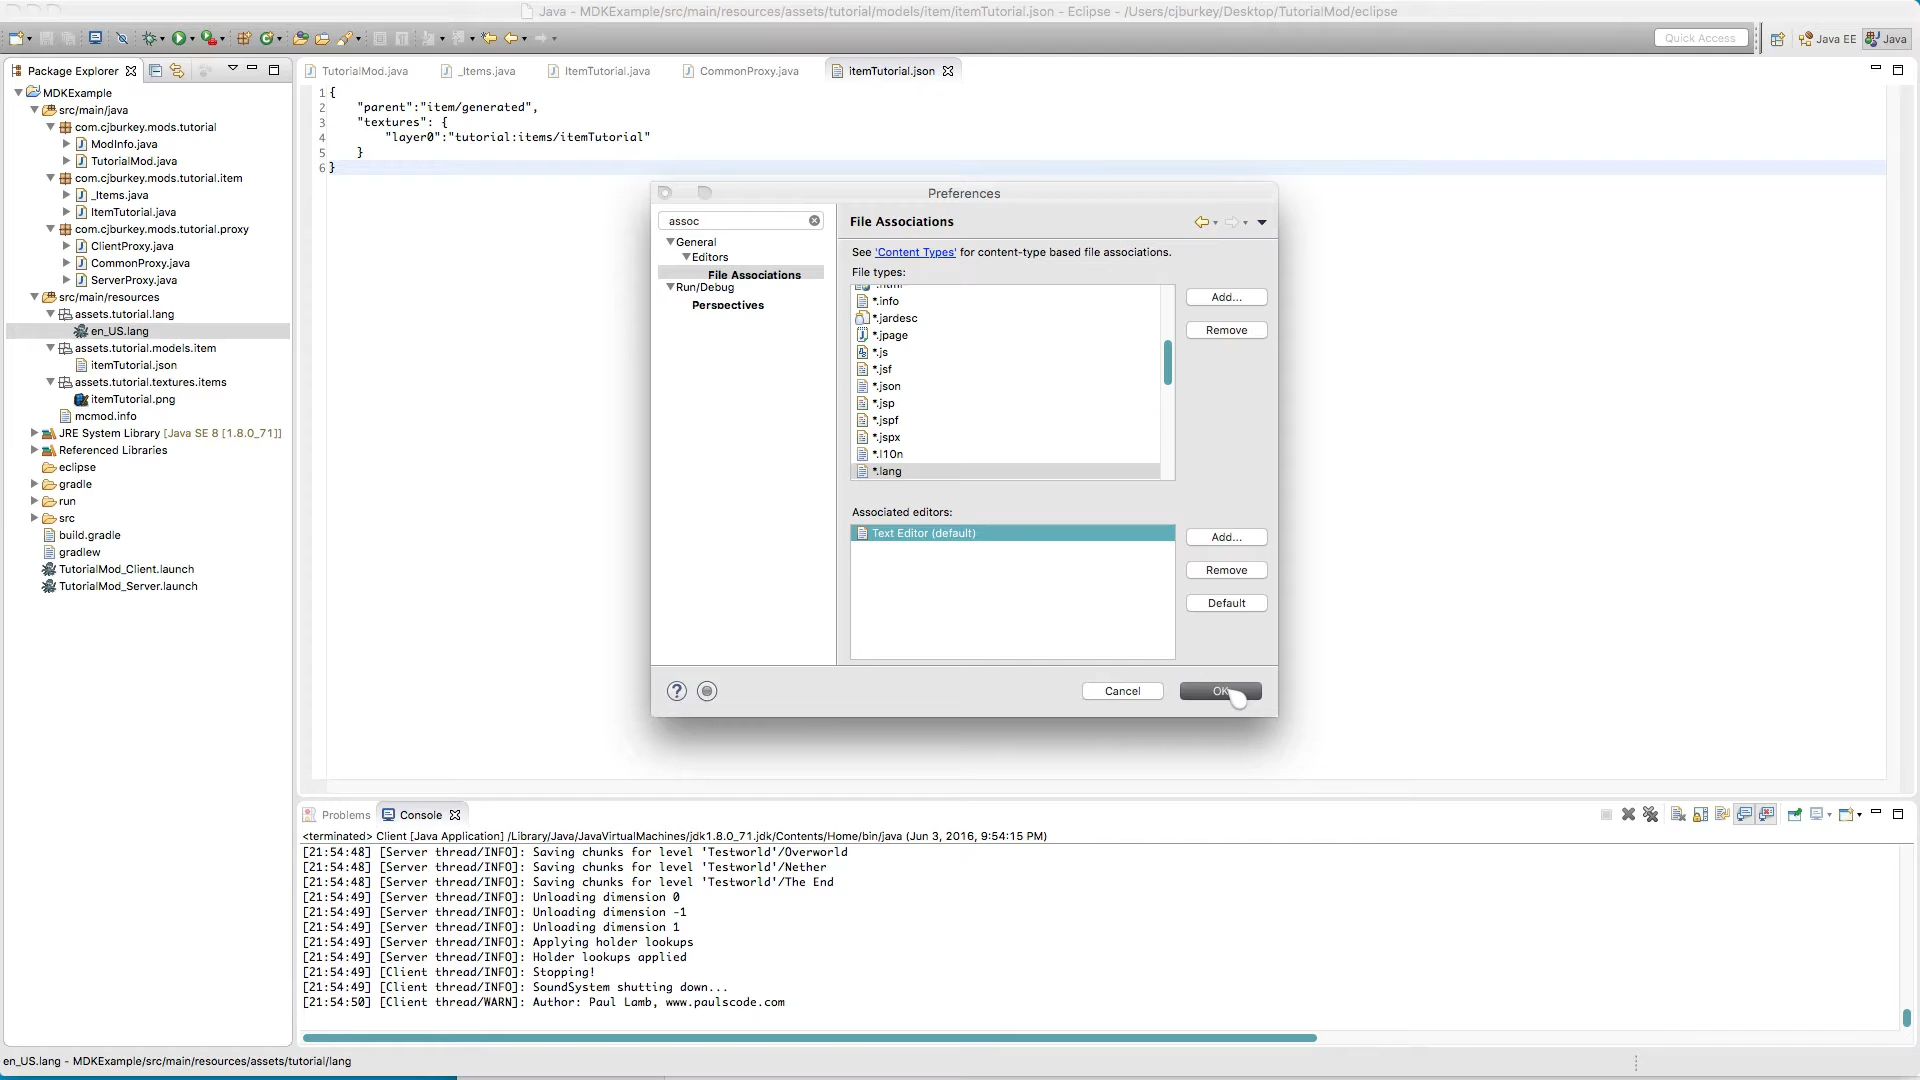 Java - MDKExample/src/main/resources/assets/tutorial/models/item/itemTutorial.json - Eclipse - /Users/cjburkey/Desktop/TutorialMod/eclipse
Quick Access
Java EE
Java
Package Explorer
TutorialMod.java
_Items.java
ItemTutorial.java
CommonProxy.java
itemTutorial.json
MDKExample
src/main/java
com.cjburkey.mods.tutorial
ModInfo.java
TutorialMod.java
com.cjburkey.mods.tutorial.item
_Items.java
ItemTutorial.java
com.cjburkey.mods.tutorial.proxy
ClientProxy.java
CommonProxy.java
ServerProxy.java
src/main/resources
assets.tutorial.lang
en_US.lang
assets.tutorial.models.item
itemTutorial.json
assets.tutorial.textures.items
itemTutorial.png
mcmod.info
JRE System Library [Java SE 8 [1.8.0_71]]
Referenced Libraries
eclipse
gradle
run
src
build.gradle
gradlew
TutorialMod_Client.launch
TutorialMod_Server.launch
1 {
2 "parent":"item/generated",
3 "textures": {
4 "layer0":"tutorial:items/itemTutorial"
5 }
6 }
Preferences
assoc
General
Editors
File Associations
Run/Debug
Perspectives
File Associations
See 'Content Types' for content-type based file associations.
File types:
*.html
*.info
*.jardesc
*.jpage
*.js
*.jsf
*.json
*.jsp
*.jspf
*.jspx
*.l10n
*.lang
Add...
Remove
Associated editors:
Text Editor (default)
Add...
Remove
Default
?
Cancel
OK
Problems
Console
<terminated> Client [Java Application] /Library/Java/JavaVirtualMachines/jdk1.8.0_71.jdk/Contents/Home/bin/java (Jun 3, 2016, 9:54:15 PM)
[21:54:48] [Server thread/INFO]: Saving chunks for level 'Testworld'/Overworld
[21:54:48] [Server thread/INFO]: Saving chunks for level 'Testworld'/Nether
[21:54:48] [Server thread/INFO]: Saving chunks for level 'Testworld'/The End
[21:54:49] [Server thread/INFO]: Unloading dimension 0
[21:54:49] [Server thread/INFO]: Unloading dimension -1
[21:54:49] [Server thread/INFO]: Unloading dimension 1
[21:54:49] [Server thread/INFO]: Applying holder lookups
[21:54:49] [Server thread/INFO]: Holder lookups applied
[21:54:49] [Client thread/INFO]: Stopping!
[21:54:49] [Client thread/INFO]: SoundSystem shutting down...
[21:54:50] [Client thread/WARN]: Author: Paul Lamb, www.paulscode.com
en_US.lang - MDKExample/src/main/resources/assets/tutorial/lang